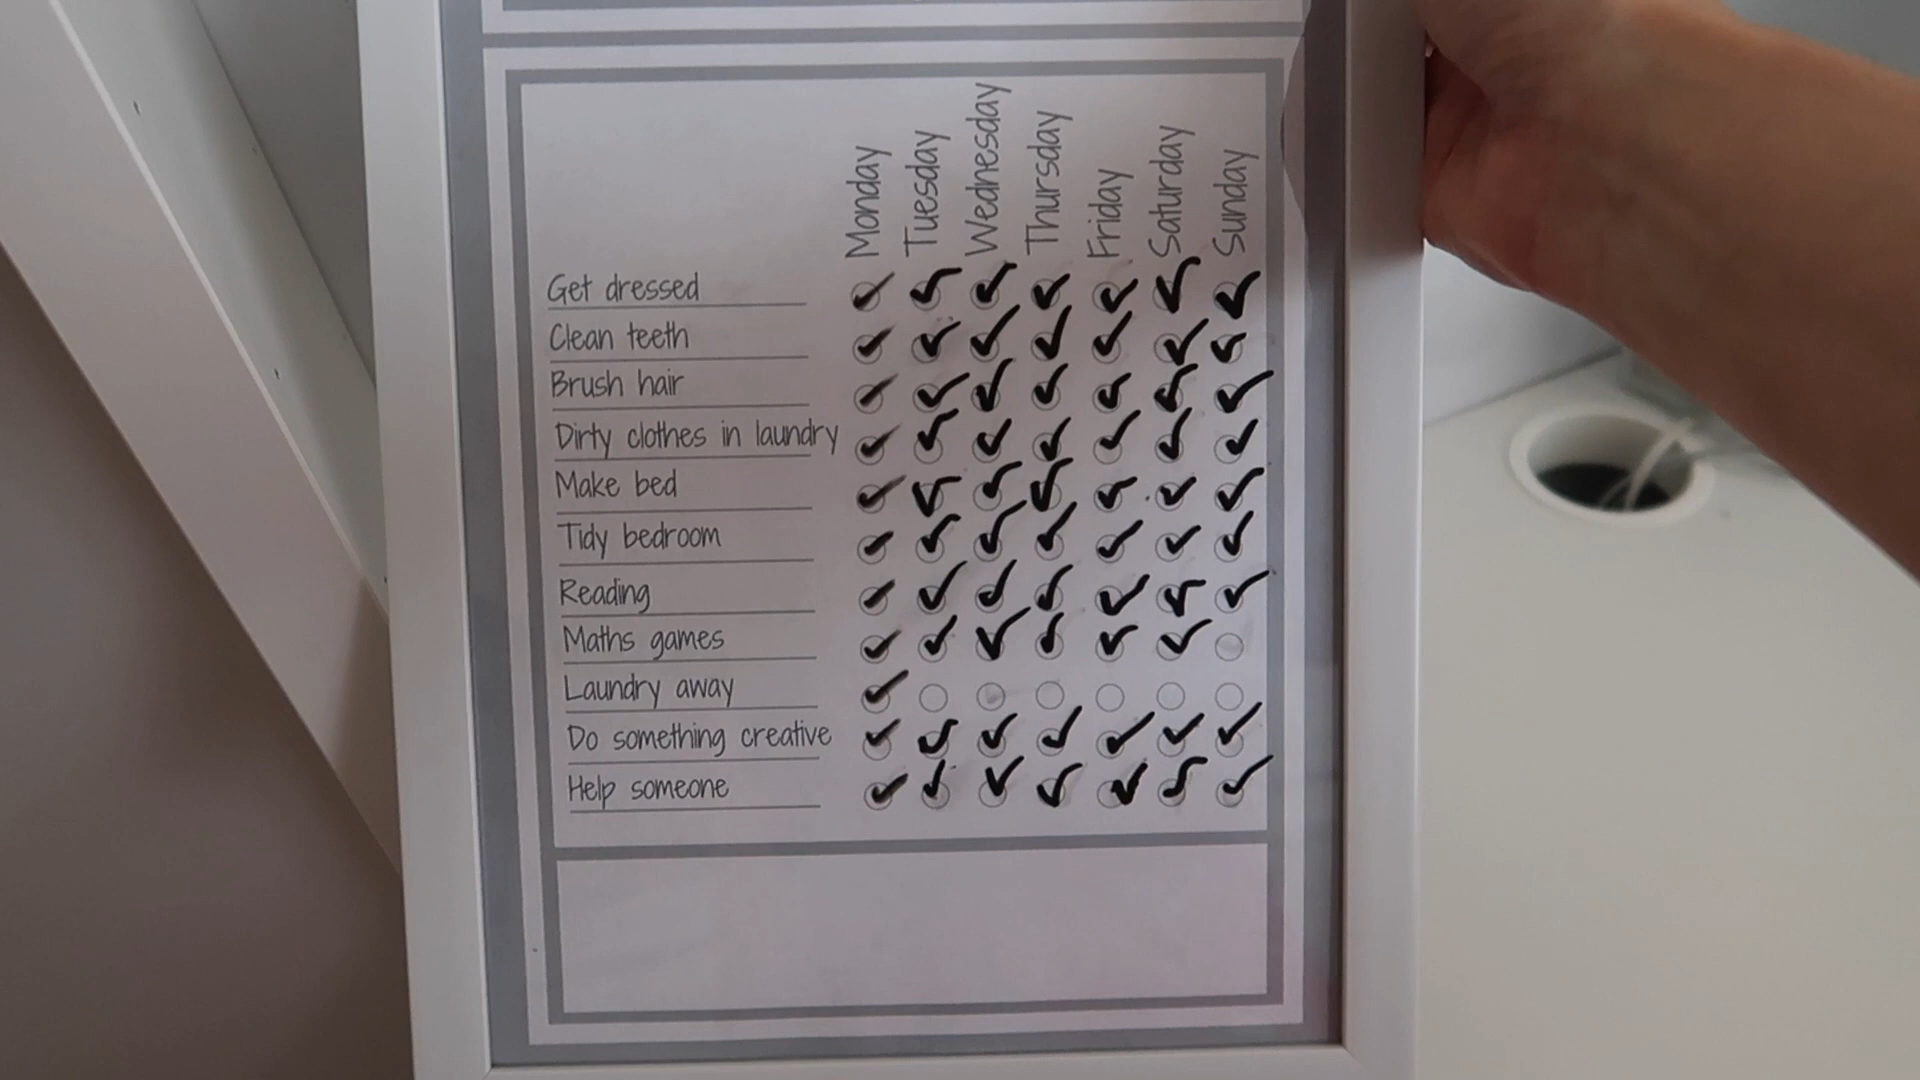 Monday Tuesday Wednesday Thursday Friday Saturday Sunday
Get dressed
Clean teeth
Brush hair
Dirty clothes in laundry
Make bed
Tidy bedroom
Reading
Maths games
Laundry away
Do something creative
Help someone